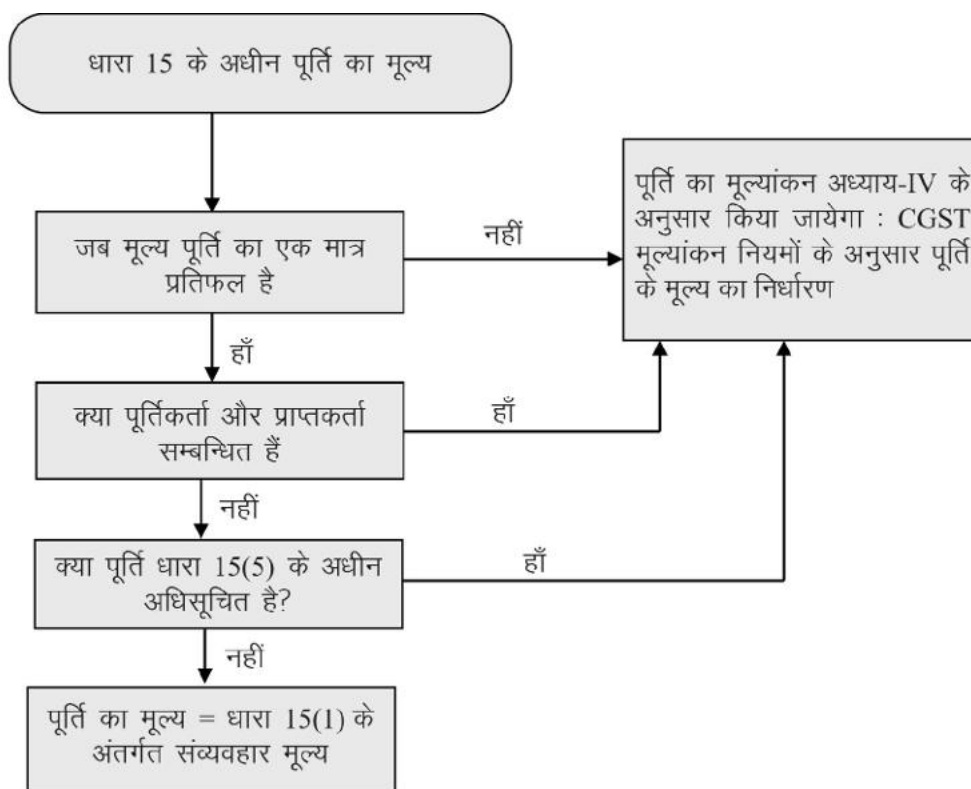 धारा 15 के अधीन पूर्ति का मूल्य
जब मूल्य पूर्ति का एक मात्र
प्रतिफल है
नहीं
पूर्ति का मूल्यांकन अध्याय-IV के
अनुसार किया जायेगा : CGST
मूल्यांकन नियमों के अनुसार पूर्ति
के मूल्य का निर्धारण
हाँ
क्या पूर्तिकर्ता और प्राप्तकर्ता
सम्बन्धित हैं
हाँ
नहीं
क्या पूर्ति धारा 15(5) के अधीन
अधिसूचित है?
हाँ
नहीं
पूर्ति का मूल्य = धारा 15(1) के
अंतर्गत संव्यवहार मूल्य